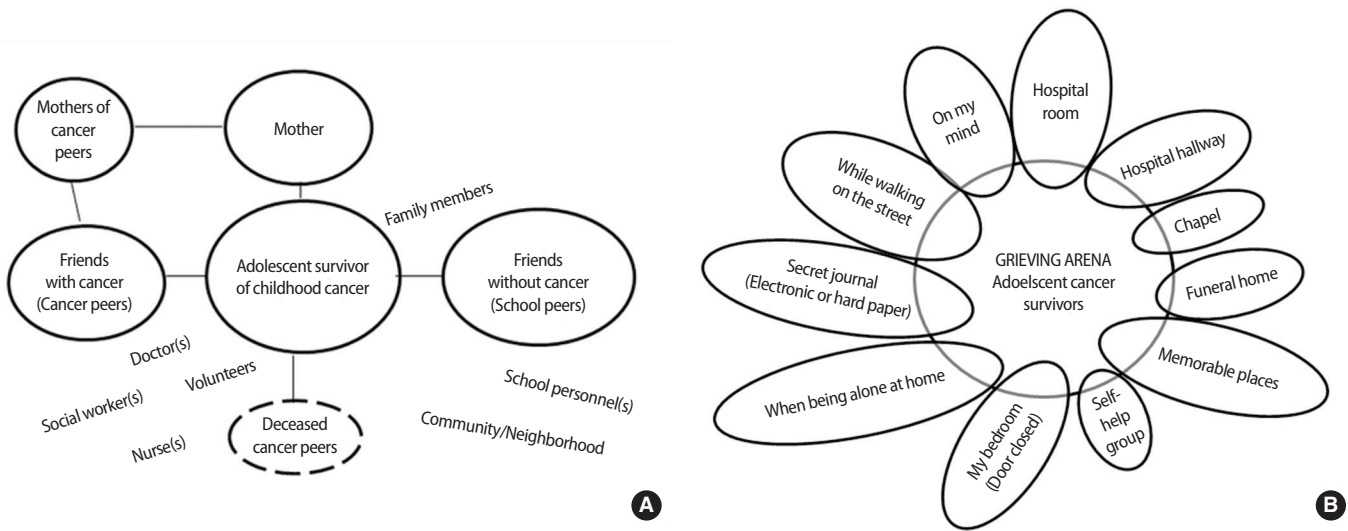 Mothers of
cancer
peers
Mother
Family members
Friends
with cancer
(Cancer peers)
Adolescent survivor
of childhood cancer
Friends
without cancer
(School peers)
Doctor(s)
Volunteers
Social worker(s)
Nurse(s)
Deceased
cancer peers
School personnel(s)
Community/Neighborhood
A
Hospital
room
On my
mind
Hospital hallway
While walking
on the street
Chapel
Secret journal
(Electronic or hard paper)
GRIEVING ARENA
Adoelscent cancer
survivors
Funeral home
When being alone at home
Memorable places
My bedroom
(Door closed)
Self-
help
group
B